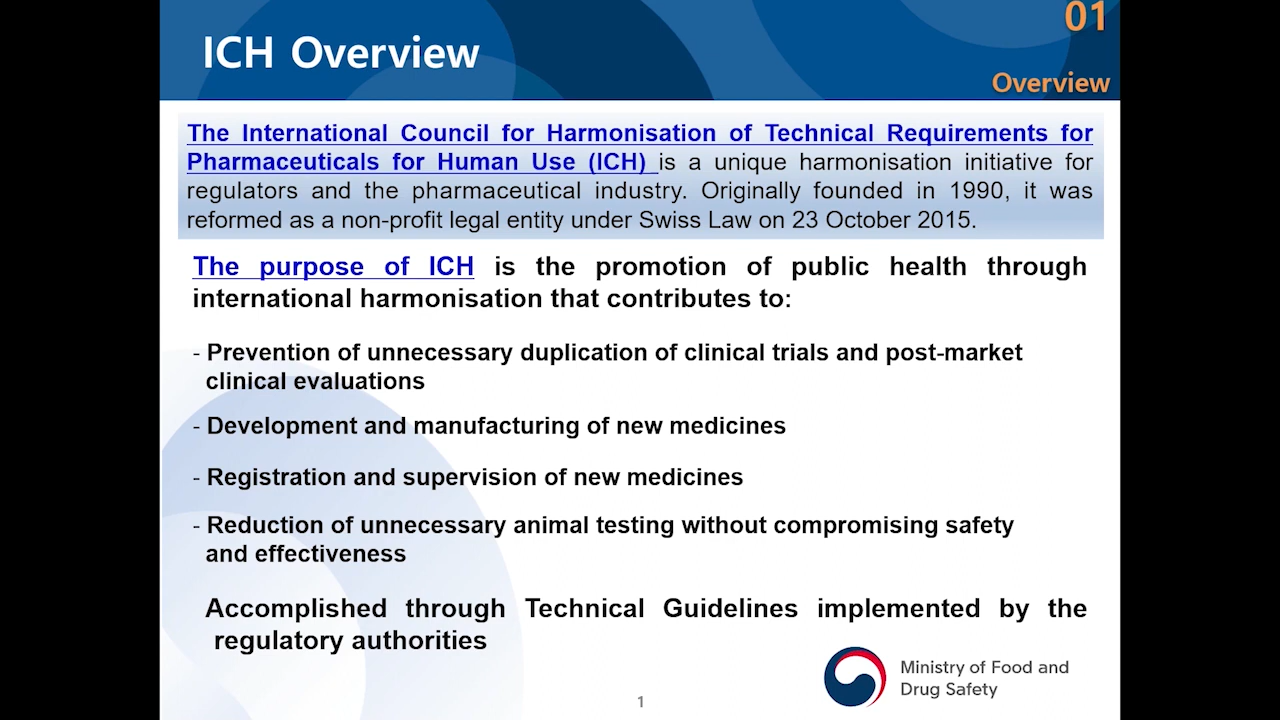 ICH Overview
01
Overview
The International Council for Harmonisation of Technical Requirements for
Pharmaceuticals for Human Use (ICH) is a unique harmonisation initiative for
regulators and the pharmaceutical industry. Originally founded in 1990, it was
reformed as a non-profit legal entity under Swiss Law on 23 October 2015.
The purpose of ICH is the promotion of public health through
international harmonisation that contributes to:
- Prevention of unnecessary duplication of clinical trials and post-market
clinical evaluations
- Development and manufacturing of new medicines
- Registration and supervision of new medicines
- Reduction of unnecessary animal testing without compromising safety
and effectiveness
Accomplished through Technical Guidelines implemented by the
regulatory authorities
Ministry of Food and
Drug Safety
1